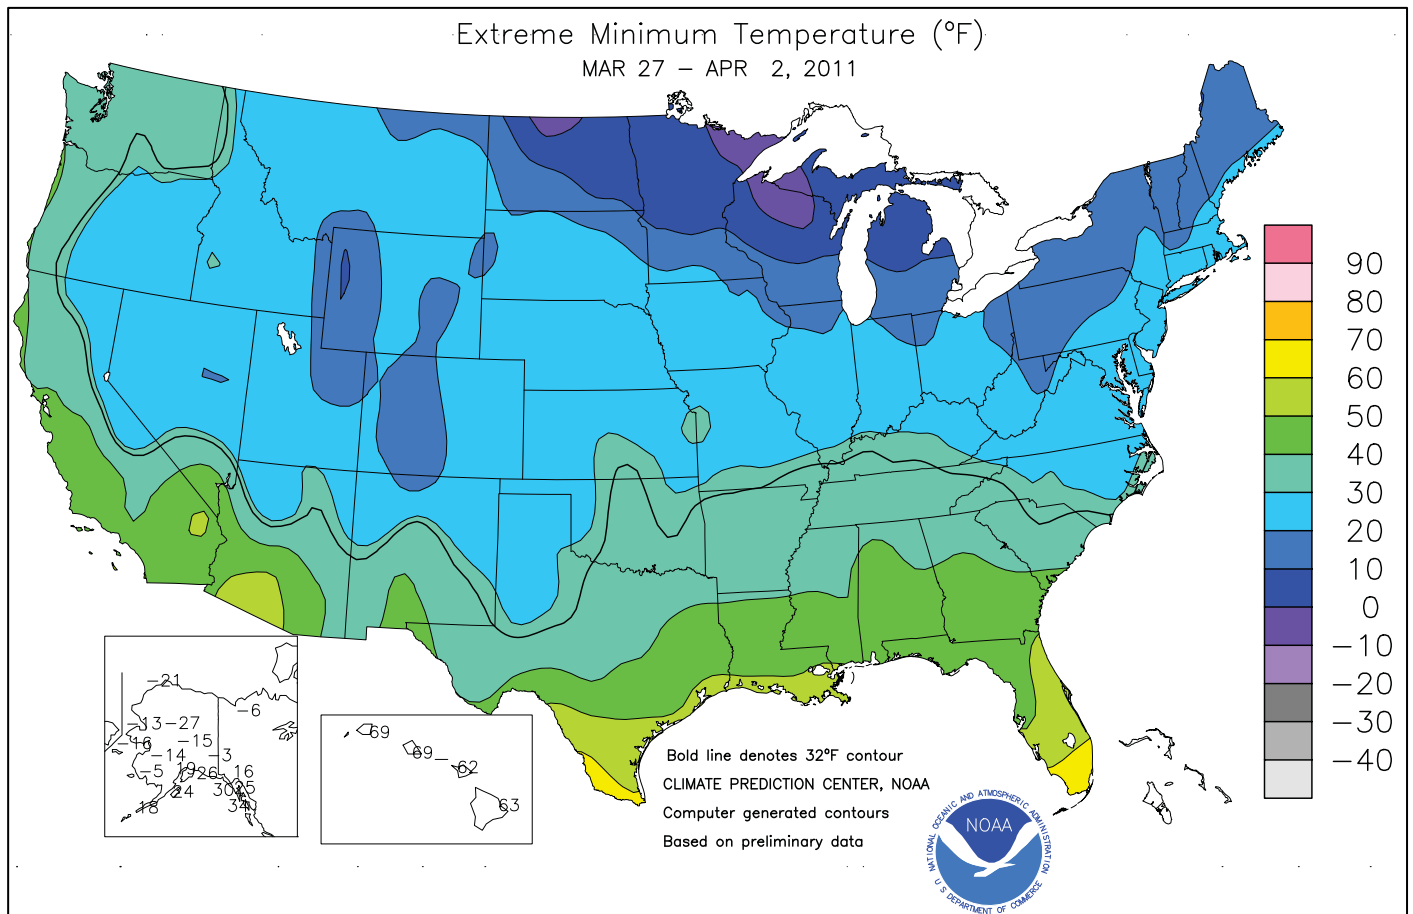 Extreme Minimum Temperature (°F)
MAR 27 – APR 2, 2011
90
80
70
60
50
40
30
20
10
0
−10
−20
−30
−40
−21
−6
−13 −27
−16 −15
−14 −3
−5 19 −26 16
−24 30 15
18 34
69
69
62
63
Bold line denotes 32°F contour
CLIMATE PREDICTION CENTER, NOAA
Computer generated contours
Based on preliminary data
NATIONAL OCEANIC AND ATMOSPHERIC ADMINISTRATION
NOAA
U S DEPARTMENT OF COMMERCE